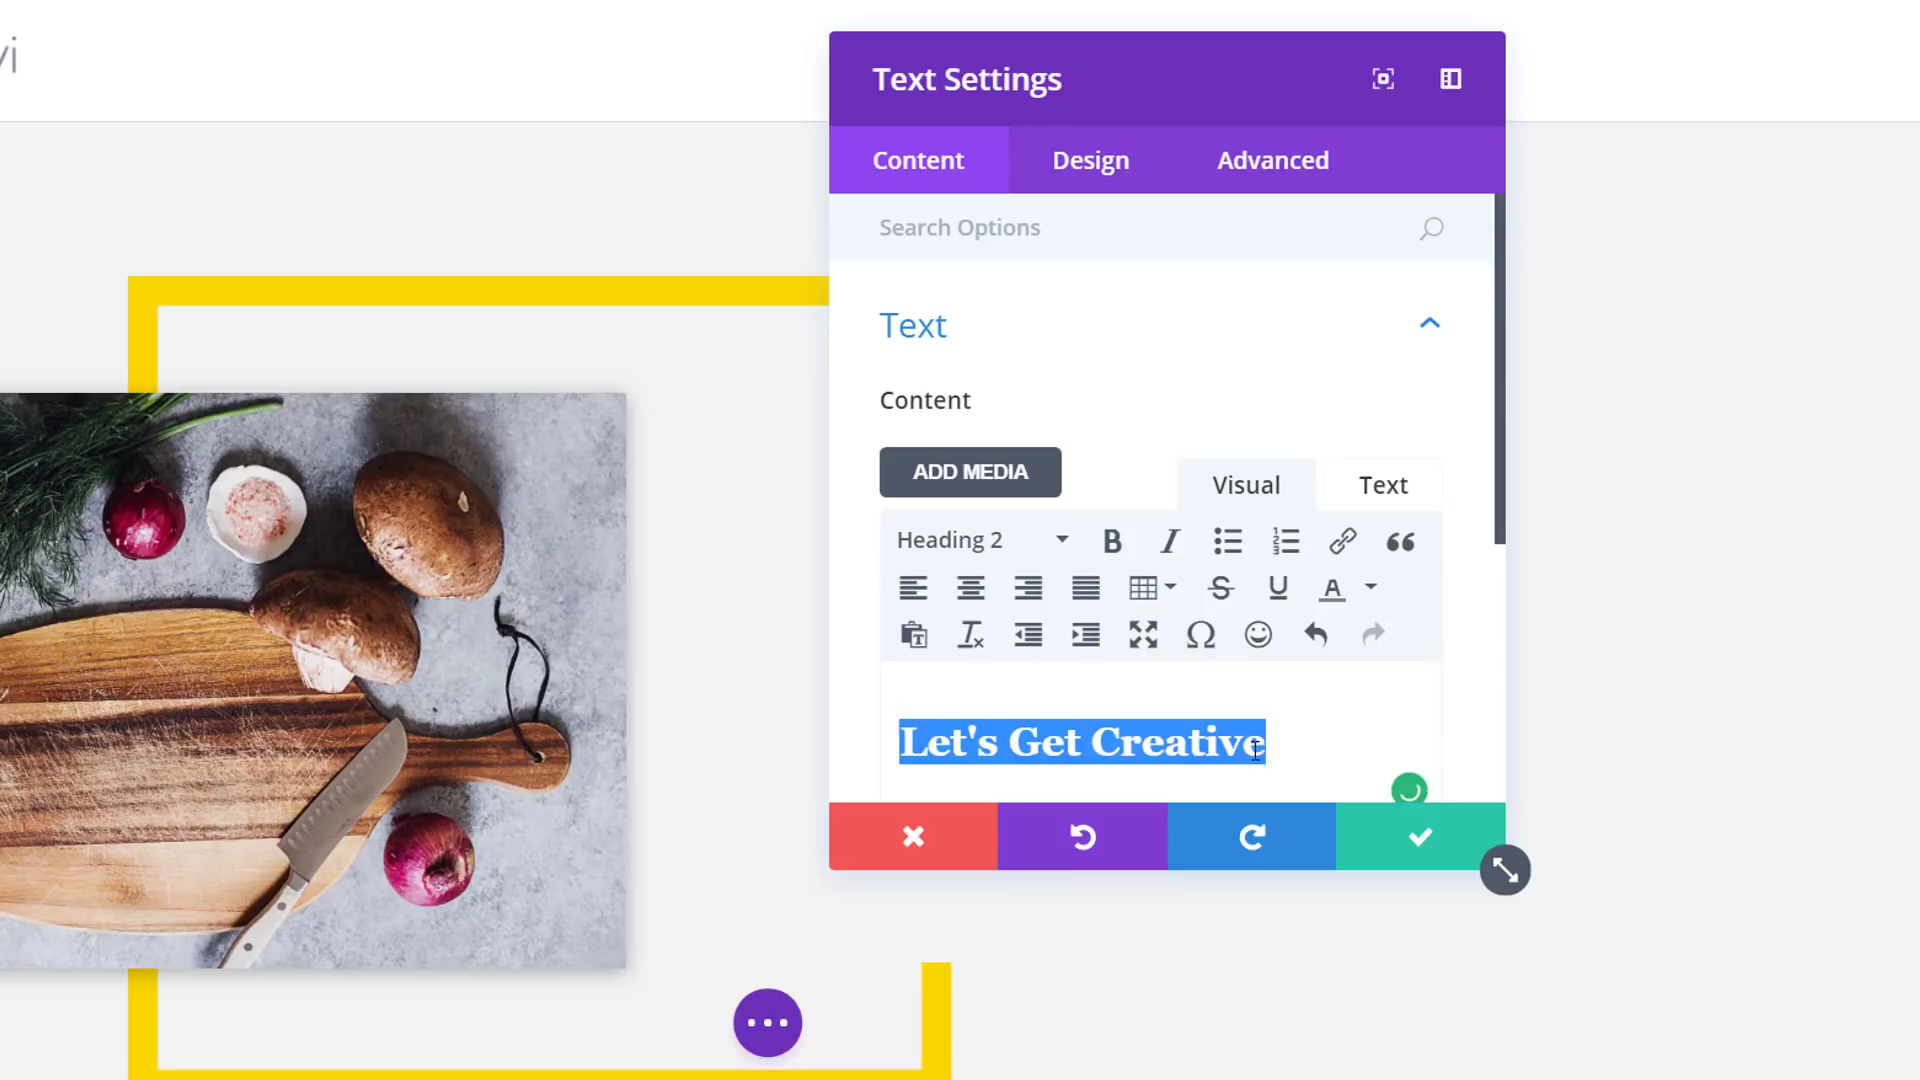 Text Settings
Content Design Advanced
Search Options
Text
Content
ADD MEDIA
Visual Text
Heading 2
Let's Get Creative